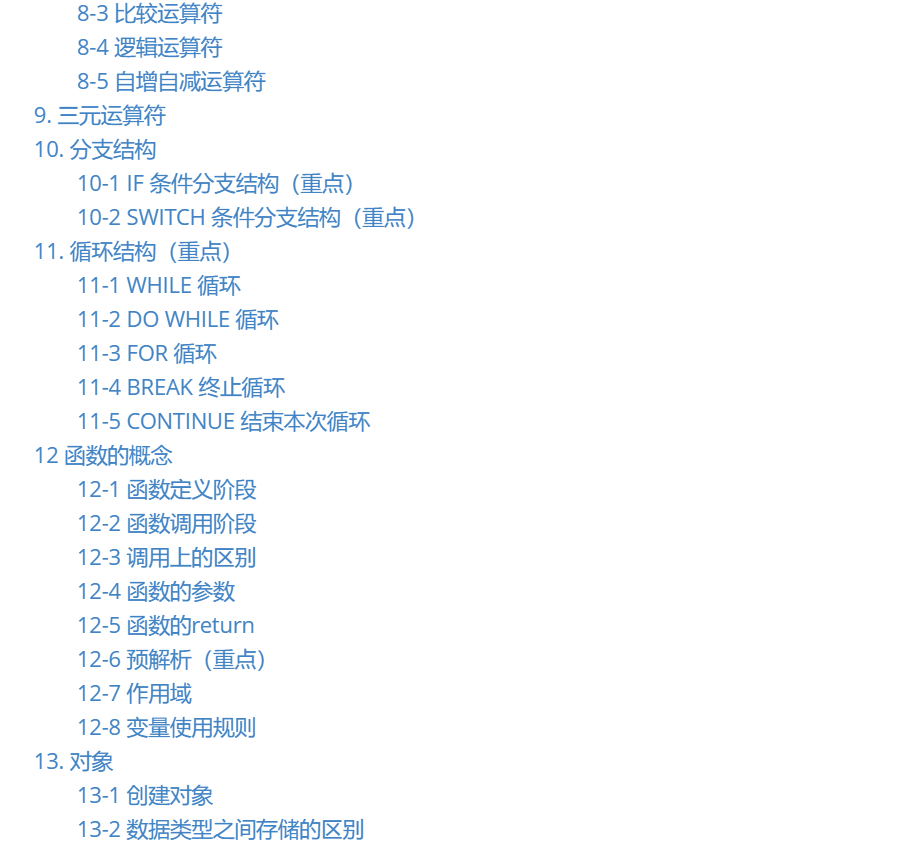 8-3 比较运算符
8-4 逻辑运算符
8-5 自增自减运算符
9. 三元运算符
10. 分支结构
10-1 IF 条件分支结构（重点）
10-2 SWITCH 条件分支结构（重点）
11. 循环结构（重点）
11-1 WHILE 循环
11-2 DO WHILE 循环
11-3 FOR 循环
11-4 BREAK 终止循环
11-5 CONTINUE 结束本次循环
12 函数的概念
12-1 函数定义阶段
12-2 函数调用阶段
12-3 调用上的区别
12-4 函数的参数
12-5 函数的return
12-6 预解析（重点）
12-7 作用域
12-8 变量使用规则
13. 对象
13-1 创建对象
13-2 数据类型之间存储的区别